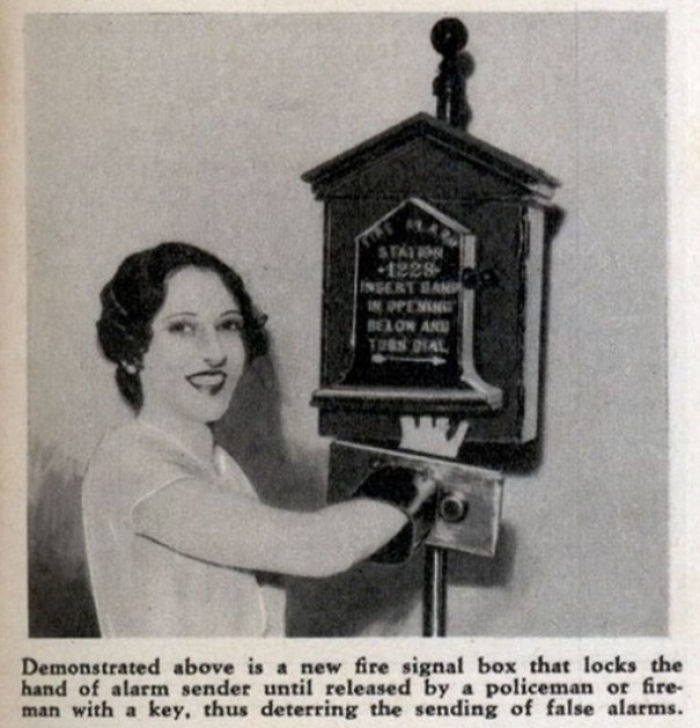 FIRE ALARM
STATION
·1228·
INSERT HAND
IN OPENING
BELOW AND
TURN DIAL
Demonstrated above is a new fire signal box that locks the
hand of alarm sender until released by a policeman or fire-
man with a key, thus deterring the sending of false alarms.